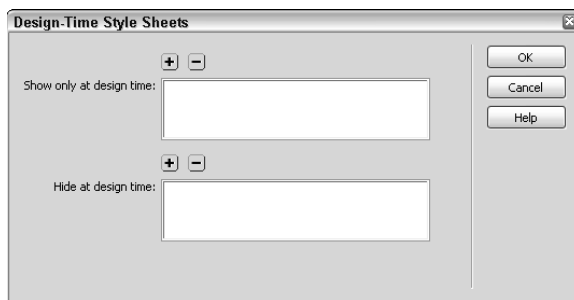 Design-Time Style Sheets
Show only at design time:
Hide at design time:
OK
Cancel
Help